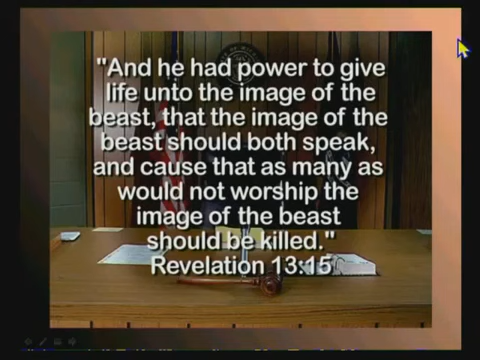 "And he had power to give
life unto the image of the
beast, that the image of the
beast should both speak,
and cause that as many as
would not worship the
image of the beast
should be killed."
Revelation 13:15